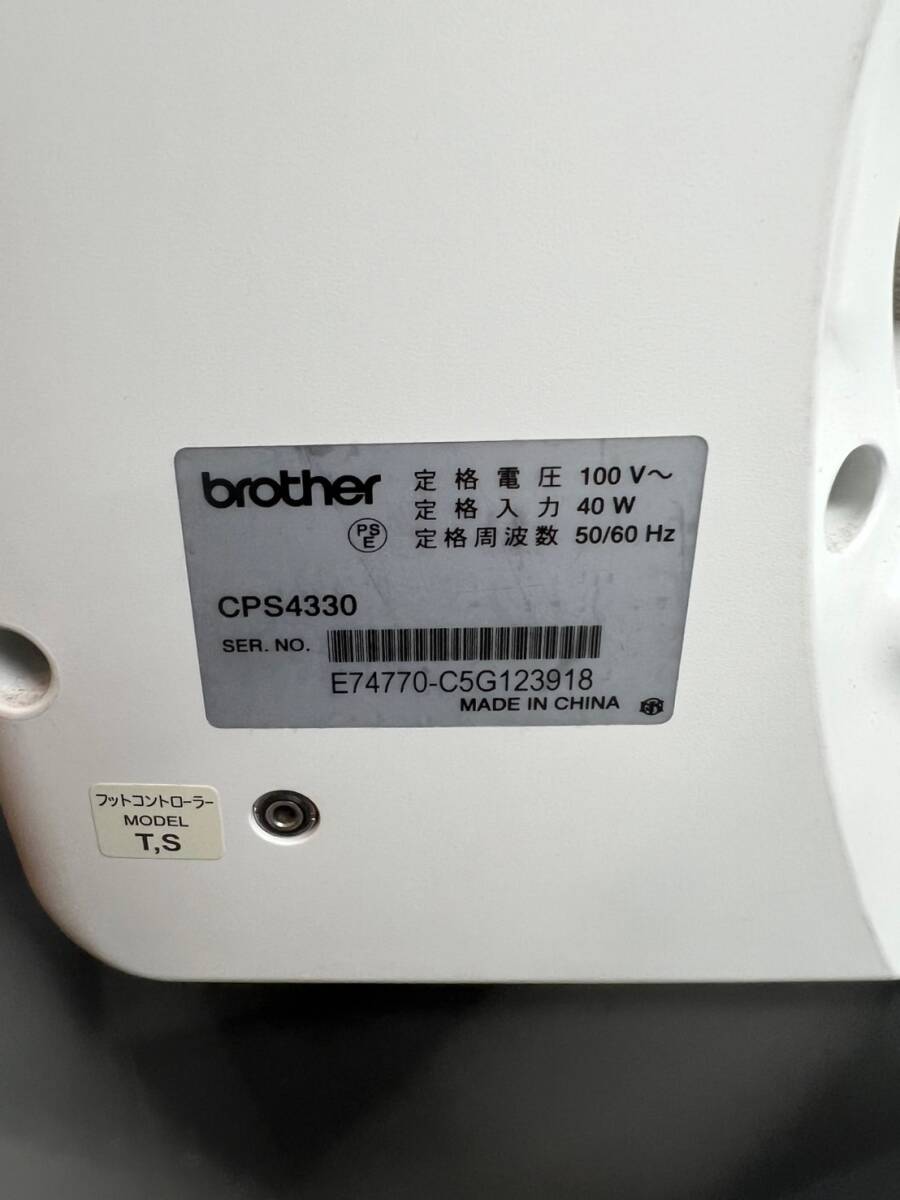 brother
定格電圧 100 V～
定格入力 40 W
定格周波数 50/60 Hz
PS
E
CPS4330
SER. NO.
E74770-C5G123918
MADE IN CHINA
フットコントローラー
MODEL
T,S